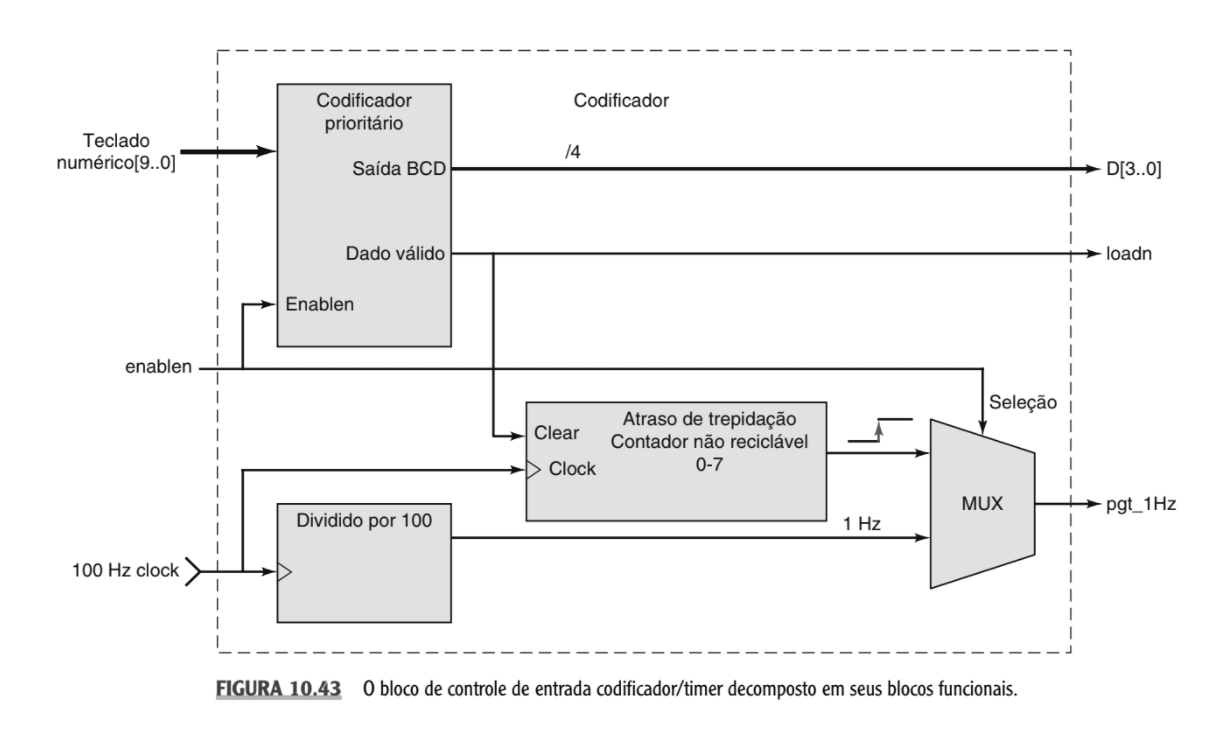 Codificador
prioritário
Codificador
Teclado
numérico[9..0]
/4
Saída BCD
D[3..0]
Dado válido
loadn
Enablen
enablen
Seleção
Clear
Atraso de trepidação
Contador não reciclável
0-7
Clock
MUX
pgt_1Hz
Dividido por 100
1 Hz
100 Hz clock
FIGURA 10.43 O bloco de controle de entrada codificador/timer decomposto em seus blocos funcionais.